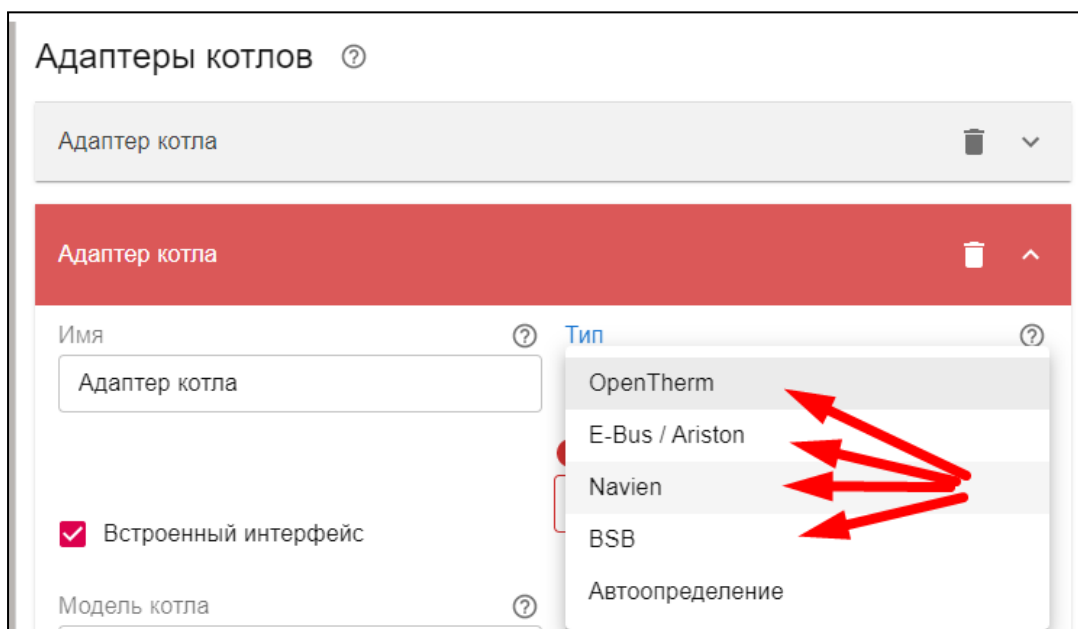 Адаптеры котлов
Адаптер котла
Адаптер котла
Имя
Тип
Адаптер котла
OpenTherm
E-Bus / Ariston
Navien
BSB
Автоопределение
Встроенный интерфейс
Модель котла